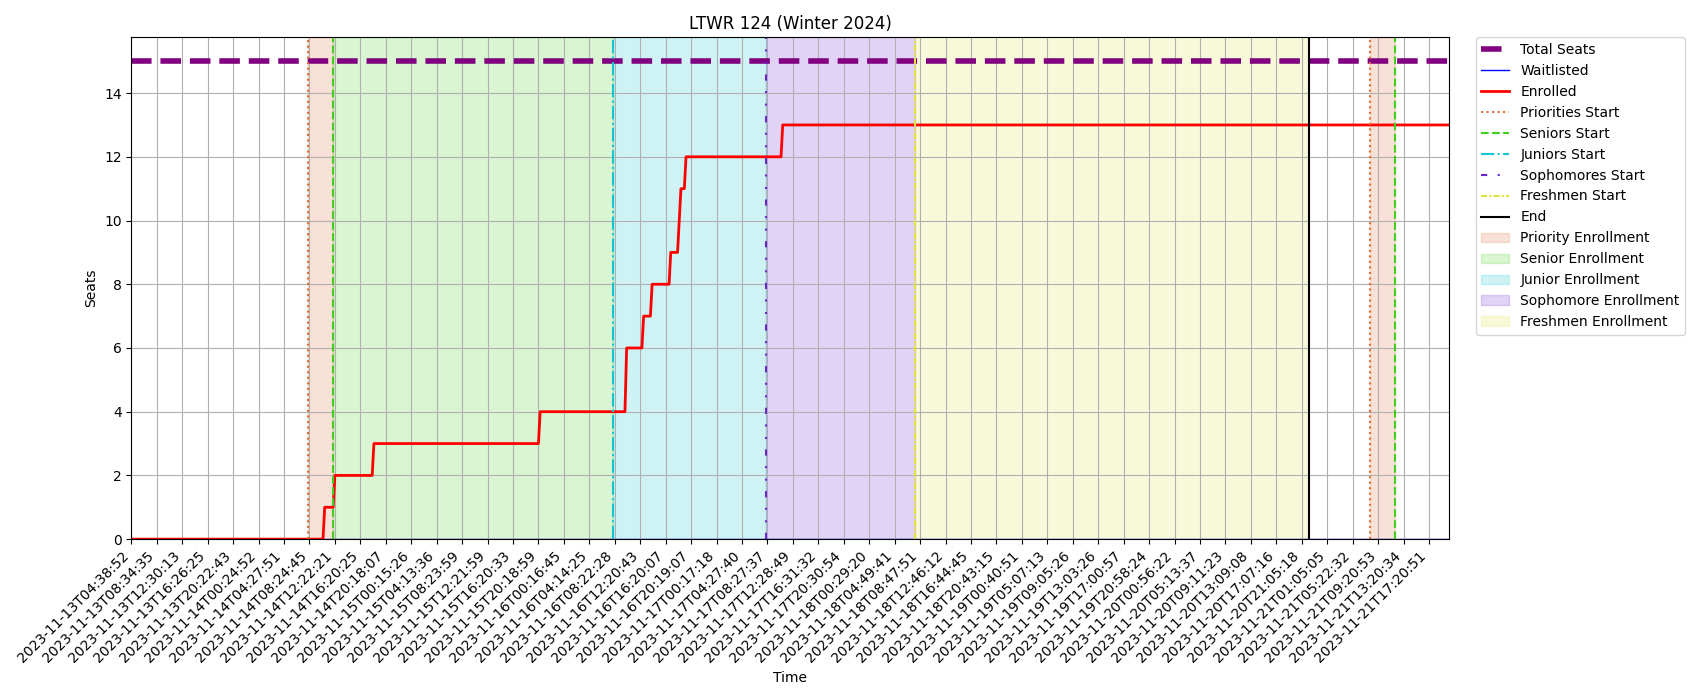 LTWR 124 (Winter 2024)
Seats
14
12
10
8
6
4
2
0
2023-11-13T04:38:52
2023-11-13T08:34:35
2023-11-13T12:30:13
2023-11-13T16:26:25
2023-11-13T20:22:43
2023-11-14T00:24:52
2023-11-14T04:27:51
2023-11-14T08:24:45
2023-11-14T12:22:21
2023-11-14T16:20:25
2023-11-14T20:18:07
2023-11-15T00:15:26
2023-11-15T04:13:36
2023-11-15T08:23:59
2023-11-15T12:21:59
2023-11-15T16:20:33
2023-11-15T20:18:59
2023-11-16T00:16:45
2023-11-16T04:14:25
2023-11-16T08:22:28
2023-11-16T12:20:43
2023-11-16T16:20:07
2023-11-16T20:19:07
2023-11-17T00:17:18
2023-11-17T04:27:40
2023-11-17T08:27:37
2023-11-17T12:28:49
2023-11-17T16:31:32
2023-11-17T20:30:54
2023-11-18T00:29:20
2023-11-18T04:49:41
2023-11-18T08:47:51
2023-11-18T12:46:12
2023-11-18T16:44:45
2023-11-18T20:43:15
2023-11-19T00:40:51
2023-11-19T05:07:13
2023-11-19T09:05:26
2023-11-19T13:03:26
2023-11-19T17:00:57
2023-11-19T20:58:24
2023-11-20T00:56:22
2023-11-20T05:13:37
2023-11-20T09:11:23
2023-11-20T13:09:08
2023-11-20T17:07:16
2023-11-20T21:05:18
2023-11-21T01:05:05
2023-11-21T05:22:32
2023-11-21T09:20:53
2023-11-21T13:20:34
2023-11-21T17:20:51
Time
Total Seats
Waitlisted
Enrolled
Priorities Start
Seniors Start
Juniors Start
Sophomores Start
Freshmen Start
End
Priority Enrollment
Senior Enrollment
Junior Enrollment
Sophomore Enrollment
Freshmen Enrollment